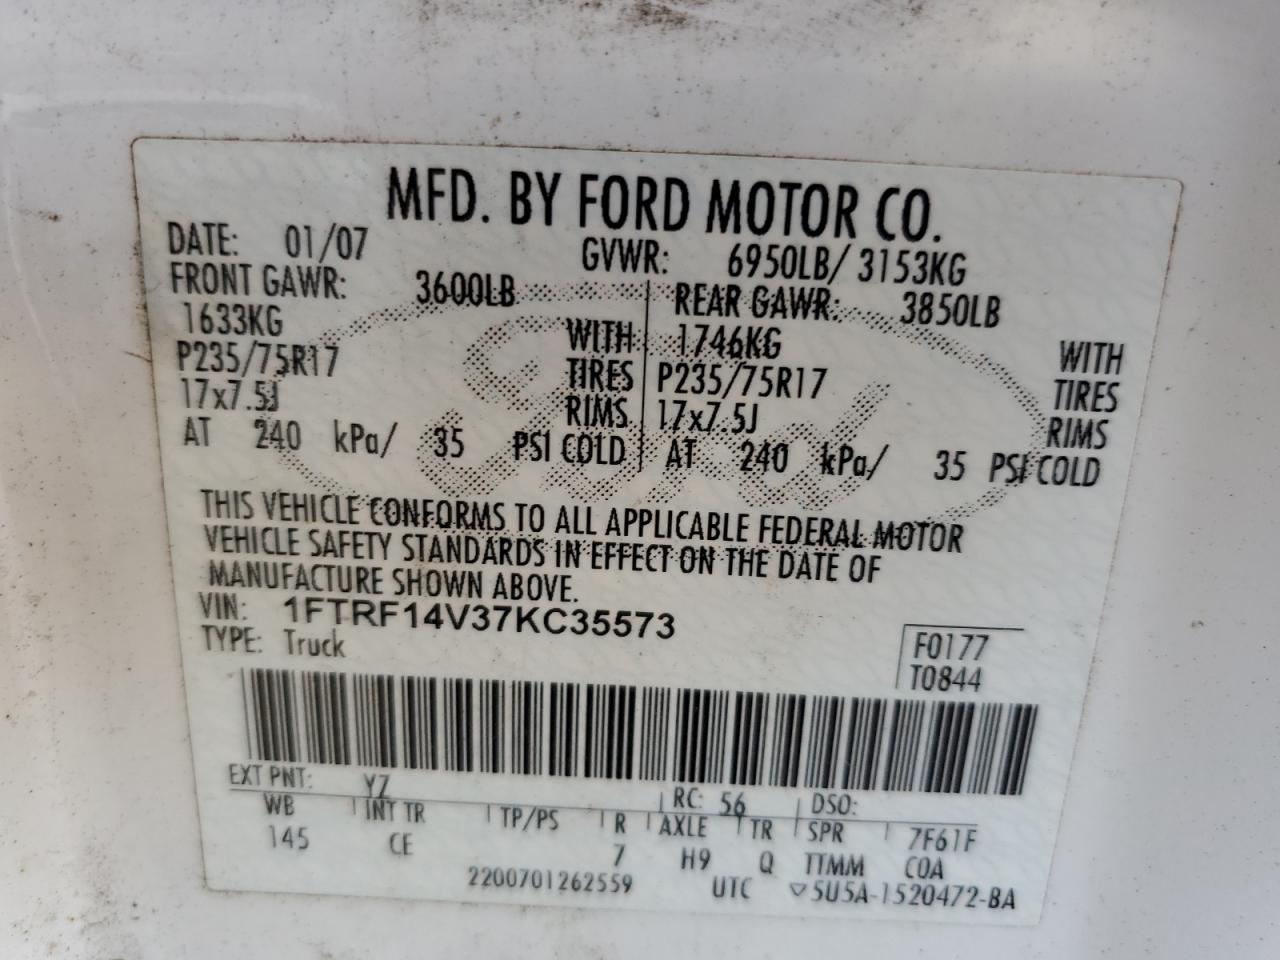 MFD. BY FORD MOTOR CO.
DATE: 01/07 GVWR: 6950LB/ 3153KG
FRONT GAWR: 3600LB REAR GAWR: 3850LB
1633KG WITH 1746KG WITH
P235/75R17 TIRES P235/75R17 TIRES
17x7.5J RIMS 17x7.5J RIMS
AT 240 kPa/ 35 PSI COLD AT 240 kPa/ 35 PSI COLD
THIS VEHICLE CONFORMS TO ALL APPLICABLE FEDERAL MOTOR
VEHICLE SAFETY STANDARDS IN EFFECT ON THE DATE OF
MANUFACTURE SHOWN ABOVE.
VIN: 1FTRF14V37KC35573
TYPE: Truck F0177
T0844
EXT PNT: YZ RC: 56 DSO:
WB INT TR TP/PS R AXLE TR SPR 7F61F
145 CE 7 H9 Q TTMM COA
2200701262559 UTC ▽5U5A-1520472-BA